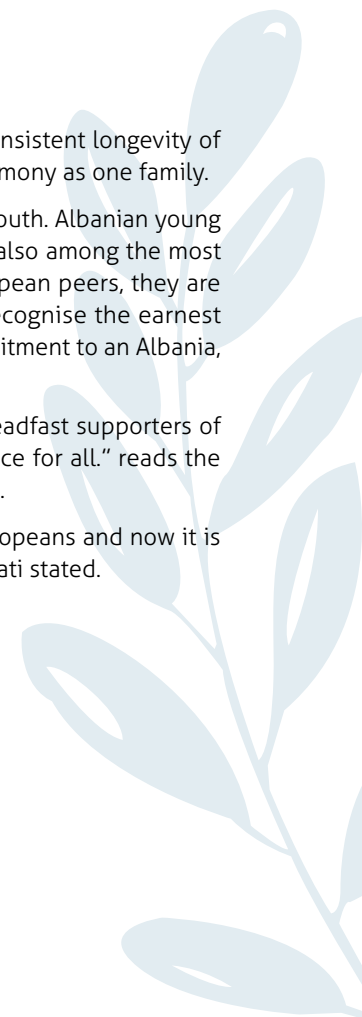 nsistent longevity of
mony as one family.
outh. Albanian young
also among the most
pean peers, they are
ecognise the earnest
itment to an Albania,
eadfast supporters of
ce for all." reads the
.
opeans and now it is
ati stated.